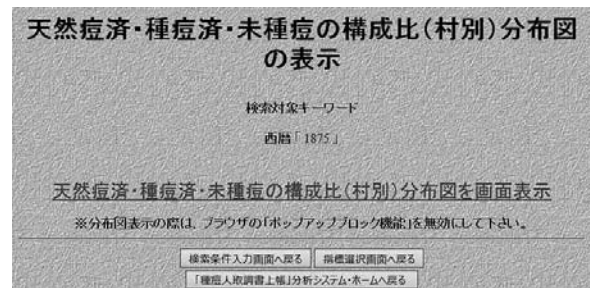 天然痘済・種痘済・未種痘の構成比(村別)分布図
の表示
検索対象キーワード
西暦「1875」
天然痘済・種痘済・未種痘の構成比(村別)分布図を画面表示
※分布図表示の際は、ブラウザの「ポップアップブロック機能」を無効にして下さい。
検索条件入力画面へ戻る 指標選択画面へ戻る
「種痘人取調書上帳」分析システム・ホームへ戻る